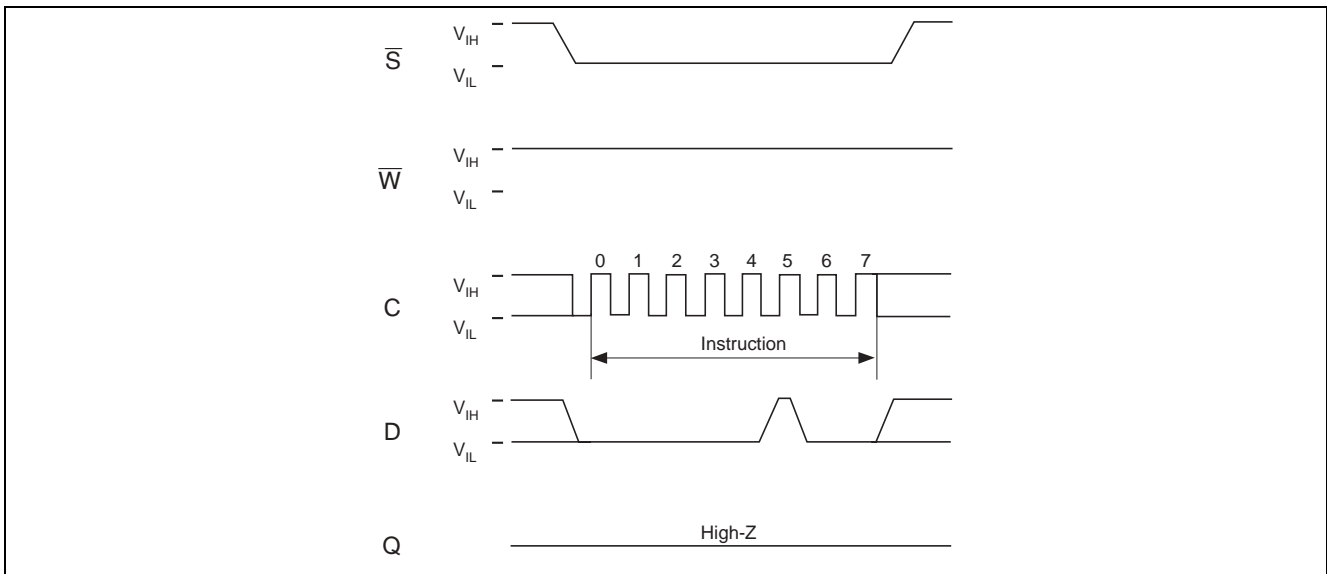 S̅
V_IH
V_IL
W̅
V_IH
V_IL
C
V_IH
V_IL
0 1 2 3 4 5 6 7
Instruction
D
V_IH
V_IL
Q
High-Z